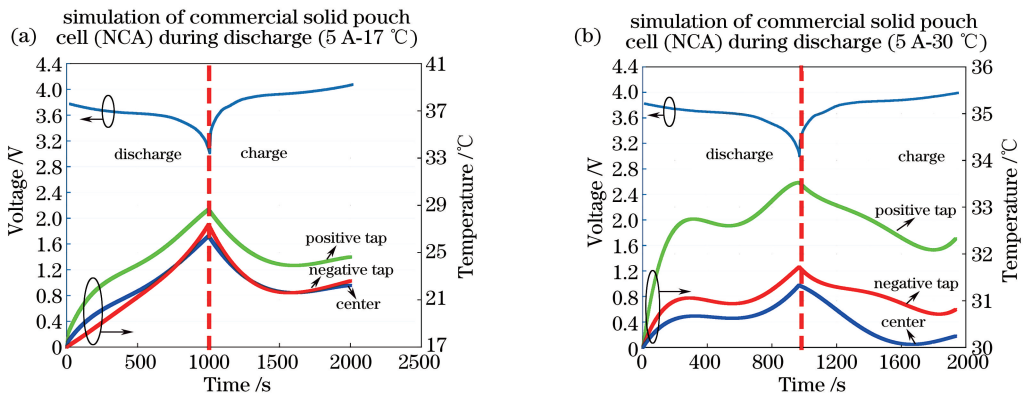 (a)
simulation of commercial solid pouch
cell (NCA) during discharge (5 A-17 ℃)
4.4
4.0
3.6
3.2
2.8
2.4
2.0
1.6
1.2
0.8
0.4
0
Voltage /V
41
37
33
29
25
21
17
Temperature /℃
discharge
charge
positive tap
negative tap
center
0
500
1000
1500
2000
2500
Time /s
(b)
simulation of commercial solid pouch
cell (NCA) during discharge (5 A-30 ℃)
4.4
4.0
3.6
3.2
2.8
2.4
2.0
1.6
1.2
0.8
0.4
0
Voltage /V
36
35
34
33
32
31
30
Temperature /℃
discharge
charge
positive tap
negative tap
center
0
400
800
1200
1600
2000
Time /s